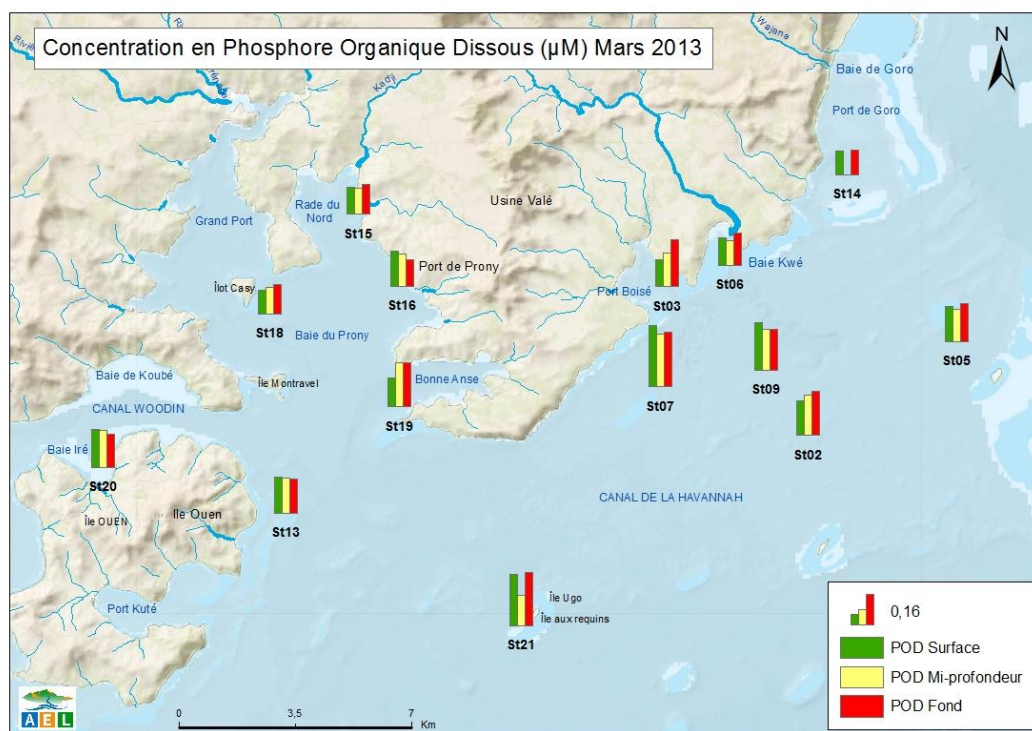 Concentration en Phosphore Organique Dissous (µM) Mars 2013
N
Wajana
Baie de Goro
Port de Goro
Kadji
St14
Rade du
Nord
St15
Usine Valé
Grand Port
Port de Prony
St16
Baie Kwé
St06
Port Boisé
St03
Îlot Casy
St18
Baie du Prony
St05
Baie de Koubé
Île Montravel
Bonne Anse
St07
St09
CANAL WOODIN
St19
St02
Baie Iré
St20
CANAL DE LA HAVANNAH
Île OUEN
Ile Ouen
St13
Port Kuté
Île Ugo
Île aux requins
St21
0,16
POD Surface
POD Mi-profondeur
POD Fond
AEL
0
3,5
7
Km